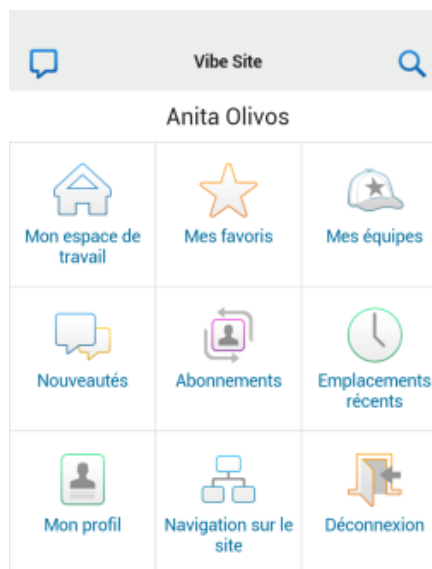 Vibe Site
Anita Olivos
Mon espace de
travail
Mes favoris
Mes équipes
Nouveautés
Abonnements
Emplacements
récents
Mon profil
Navigation sur le
site
Déconnexion